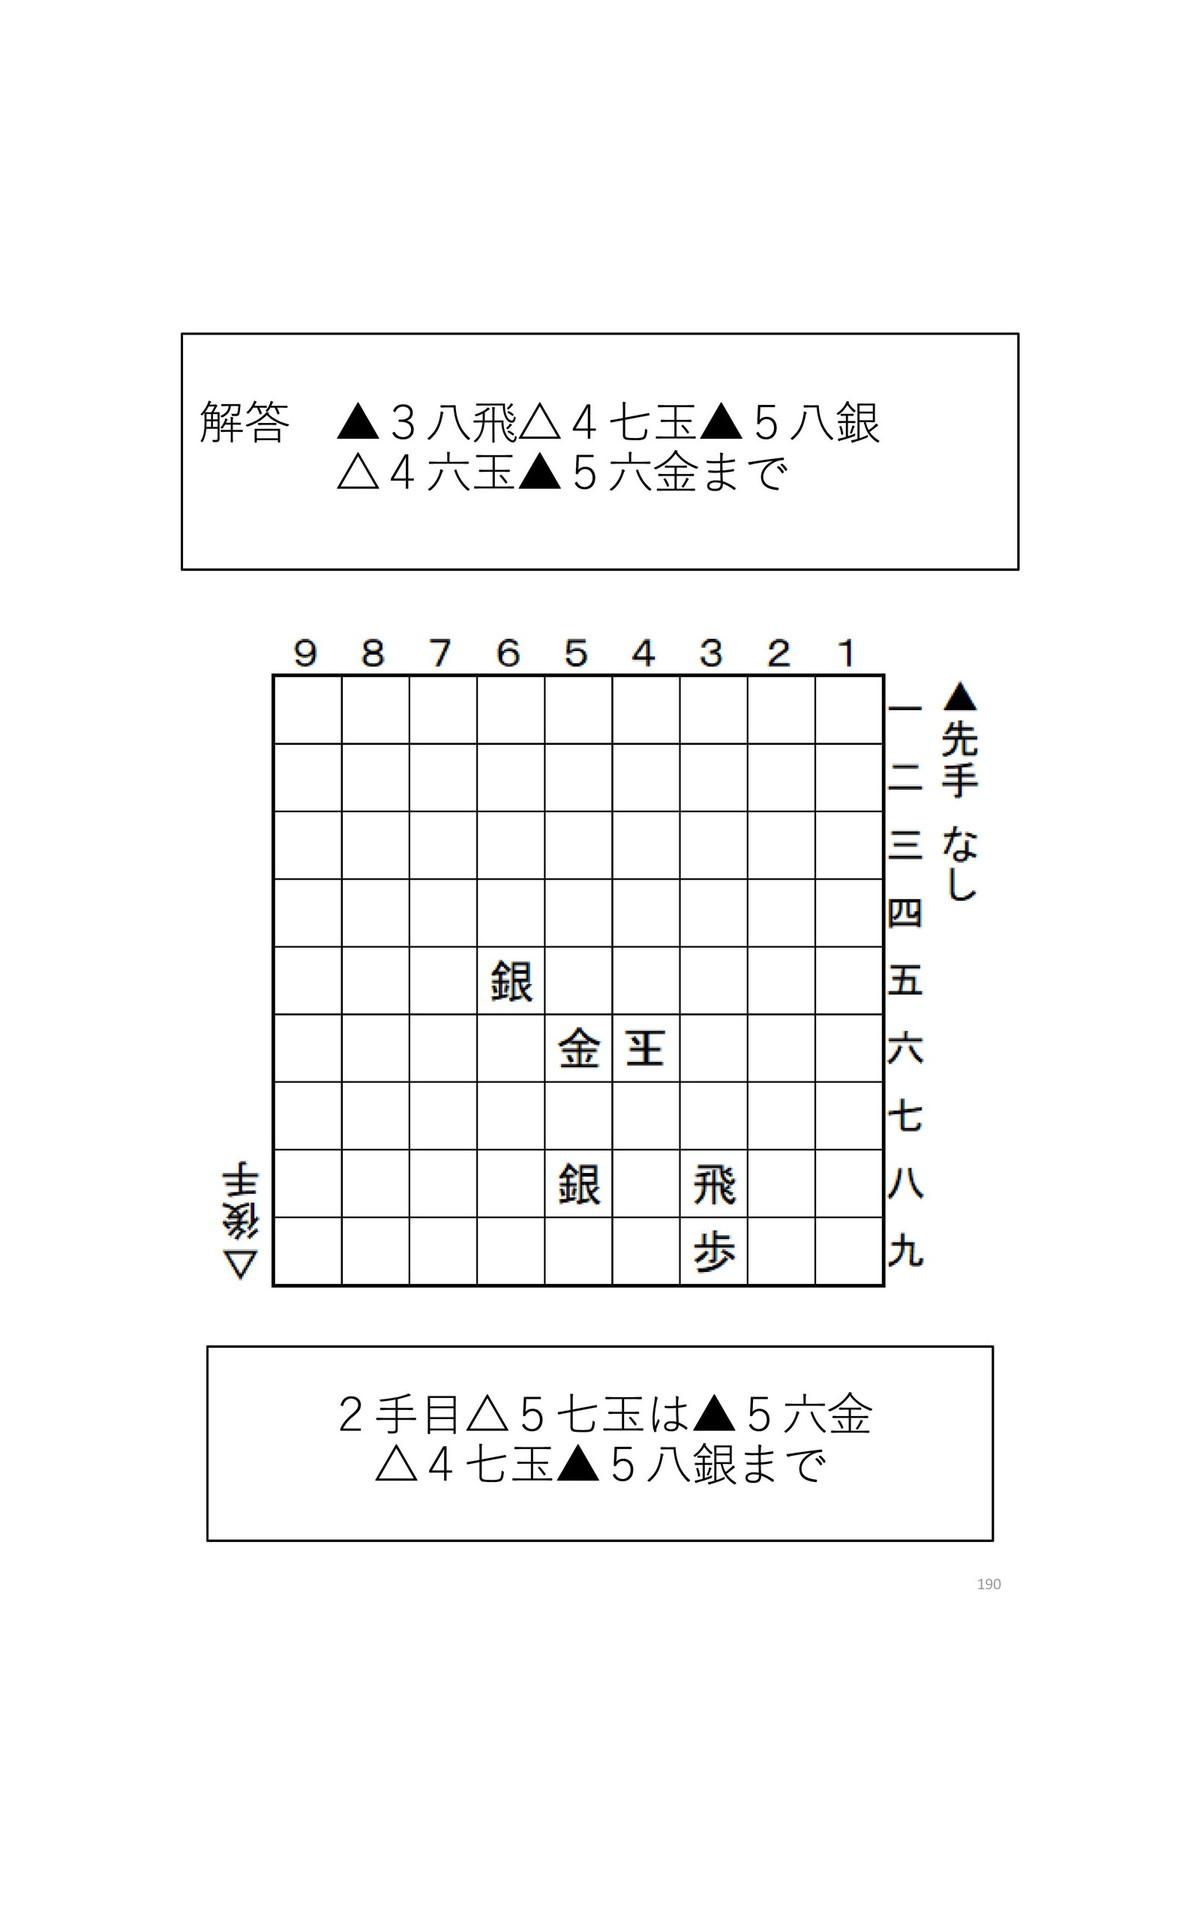 解答　▲３八飛△４七玉▲５八銀
△４六玉▲５六金まで
９ ８ ７ ６ ５ ４ ３ ２ １
一
二
三
四
五
六
七
八
九
▲先手 なし
銀
金 王
銀 飛
歩
△後手
２手目△５七玉は▲５六金
△４七玉▲５八銀まで
190